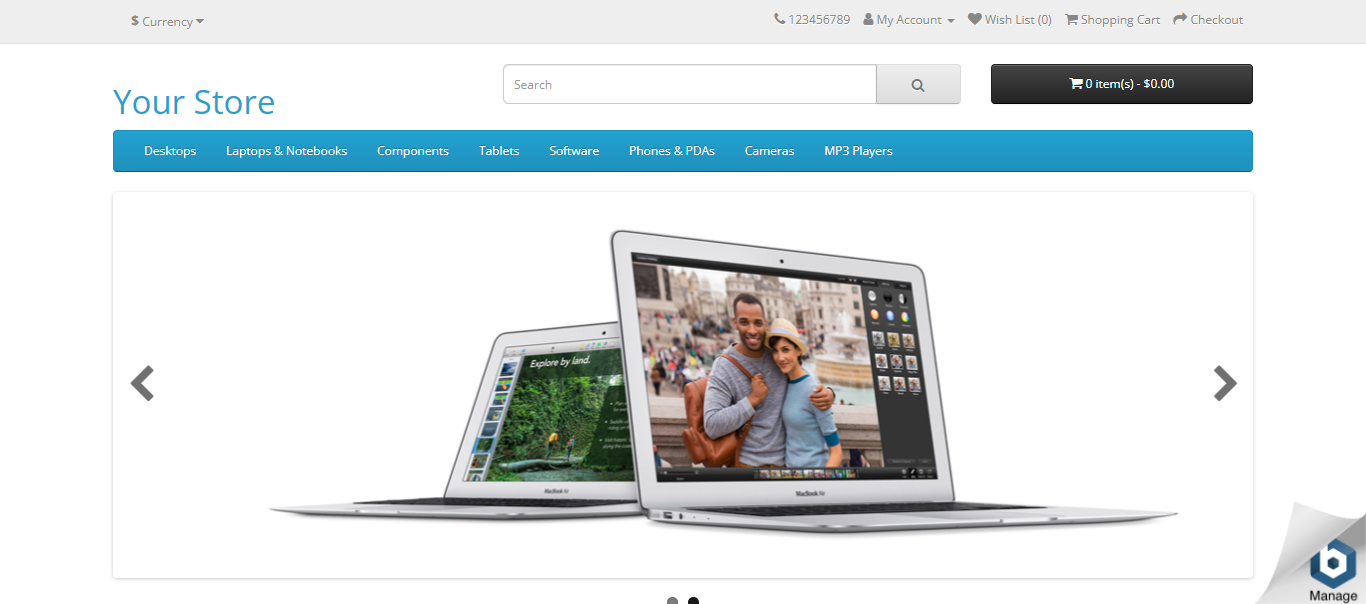 $ Currency
123456789 My Account Wish List (0) Shopping Cart Checkout
Your Store
Search
0 item(s) - $0.00
Desktops Laptops & Notebooks Components Tablets Software Phones & PDAs Cameras MP3 Players
Explore by land.
MacBook Air
MacBook Air
Manage